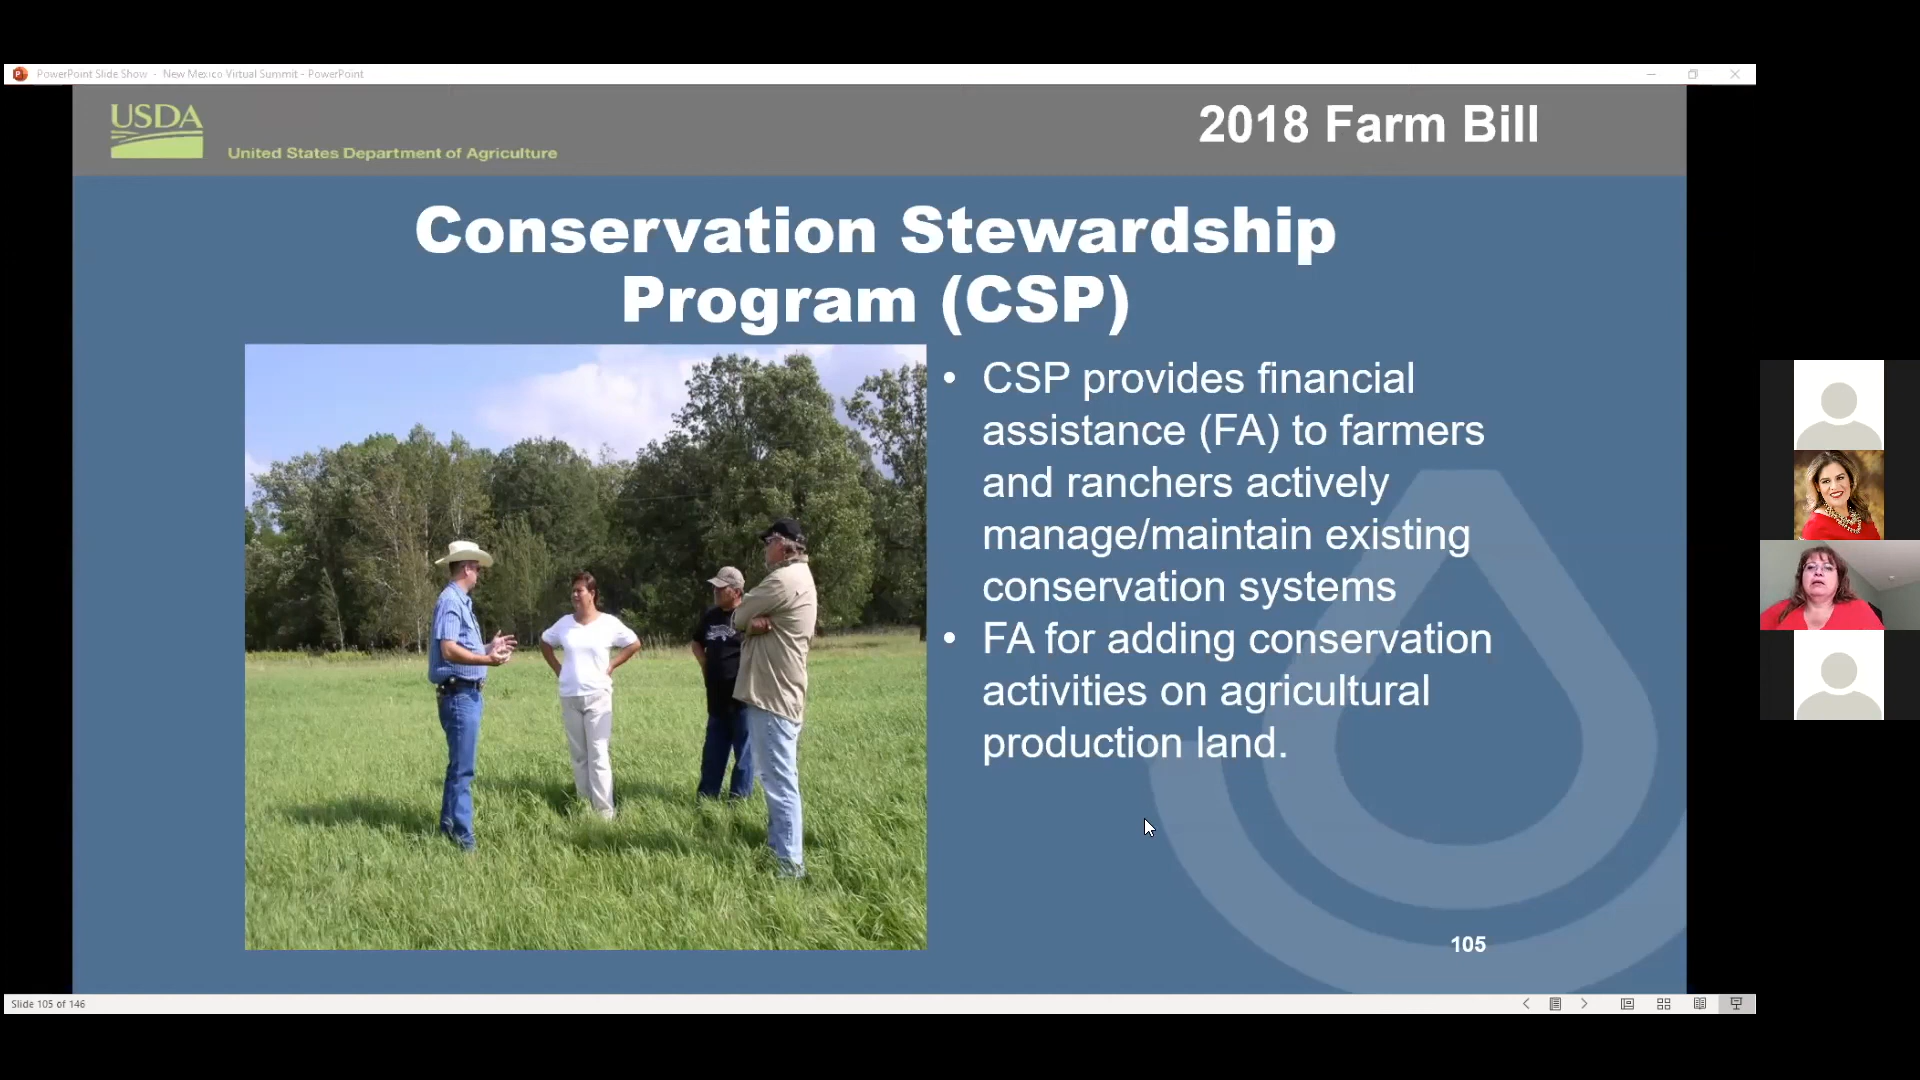 PowerPoint Slide Show - New Mexico Virtual Summit - PowerPoint
USDA
United States Department of Agriculture
2018 Farm Bill
Conservation Stewardship
Program (CSP)
• CSP provides financial
assistance (FA) to farmers
and ranchers actively
manage/maintain existing
conservation systems
• FA for adding conservation
activities on agricultural
production land.
105
Slide 105 of 146